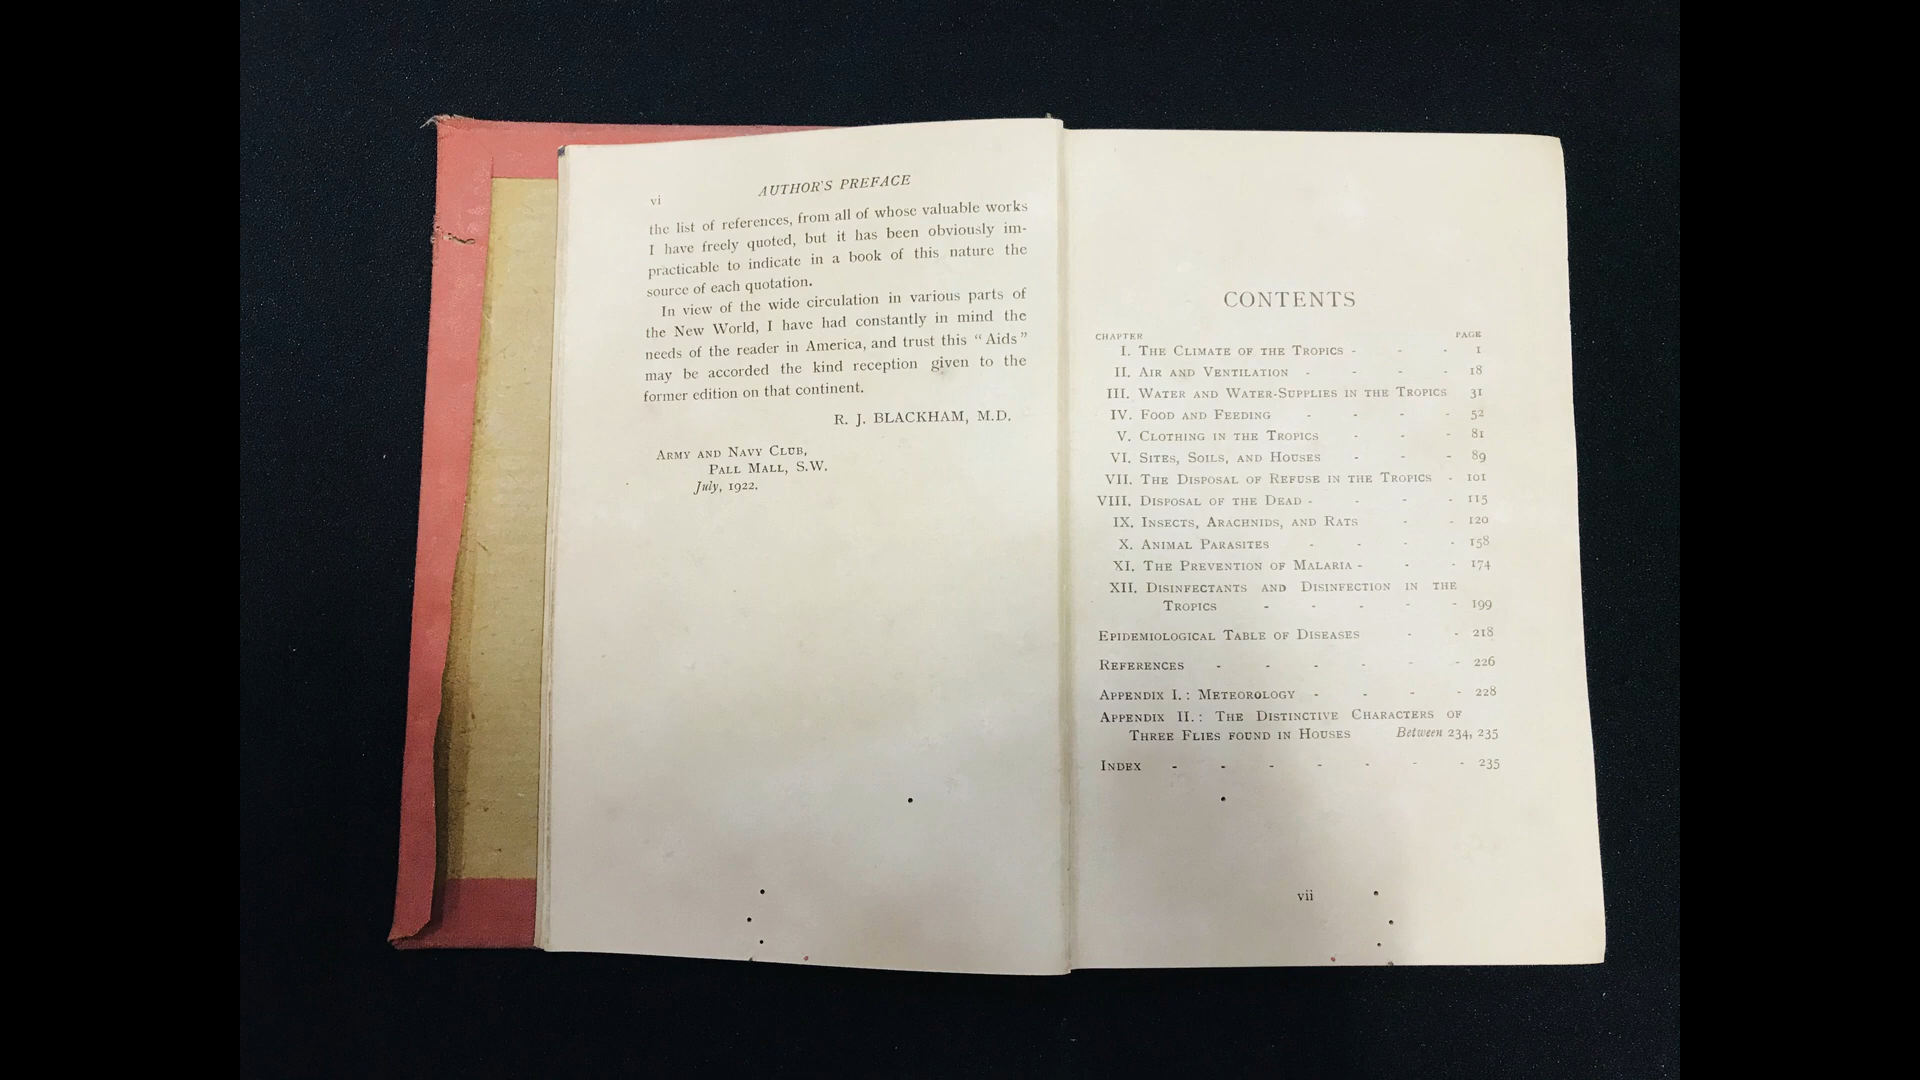 vi
AUTHOR'S PREFACE
the list of references, from all of whose valuable works
I have freely quoted, but it has been obviously im-
practicable to indicate in a book of this nature the
source of each quotation.
In view of the wide circulation in various parts of
the New World, I have had constantly in mind the
needs of the reader in America, and trust this "Aids"
may be accorded the kind reception given to the
former edition on that continent.
R. J. BLACKHAM, M.D.
ARMY AND NAVY CLUB,
PALL MALL, S.W.
July, 1922.
CONTENTS
CHAPTER PAGE
I. THE CLIMATE OF THE TROPICS - - - 1
II. AIR AND VENTILATION - - - - 18
III. WATER AND WATER-SUPPLIES IN THE TROPICS 31
IV. FOOD AND FEEDING - - - - 52
V. CLOTHING IN THE TROPICS - - - 81
VI. SITES, SOILS, AND HOUSES - - - 89
VII. THE DISPOSAL OF REFUSE IN THE TROPICS - 101
VIII. DISPOSAL OF THE DEAD - - - - 115
IX. INSECTS, ARACHNIDS, AND RATS - - 120
X. ANIMAL PARASITES - - - - 158
XI. THE PREVENTION OF MALARIA - - - 174
XII. DISINFECTANTS AND DISINFECTION IN THE
TROPICS - - - - - 199
EPIDEMIOLOGICAL TABLE OF DISEASES - - 218
REFERENCES - - - - - - 226
APPENDIX I.: METEOROLOGY - - - - 228
APPENDIX II.: THE DISTINCTIVE CHARACTERS OF
THREE FLIES FOUND IN HOUSES Between 234, 235
INDEX - - - - - - - 235
vii